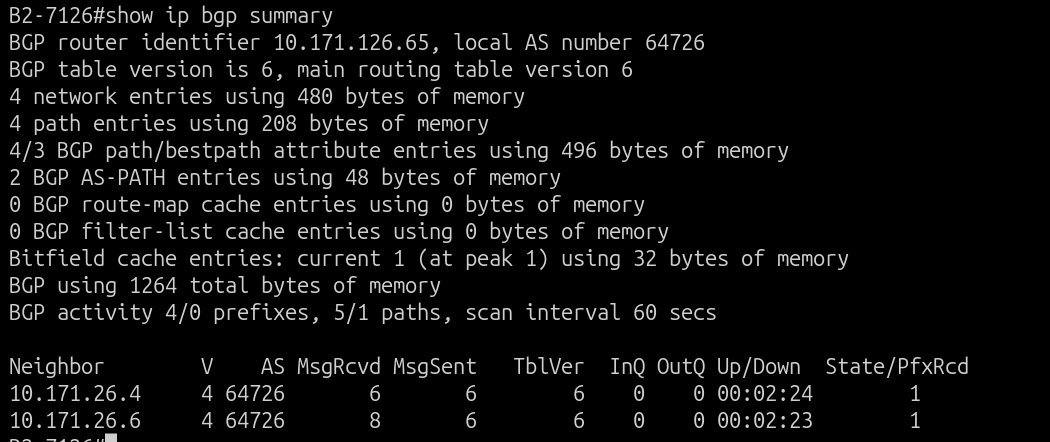 B2-7126#show ip bgp summary
BGP router identifier 10.171.126.65, local AS number 64726
BGP table version is 6, main routing table version 6
4 network entries using 480 bytes of memory
4 path entries using 208 bytes of memory
4/3 BGP path/bestpath attribute entries using 496 bytes of memory
2 BGP AS-PATH entries using 48 bytes of memory
0 BGP route-map cache entries using 0 bytes of memory
0 BGP filter-list cache entries using 0 bytes of memory
Bitfield cache entries: current 1 (at peak 1) using 32 bytes of memory
BGP using 1264 total bytes of memory
BGP activity 4/0 prefixes, 5/1 paths, scan interval 60 secs

Neighbor        V    AS MsgRcvd MsgSent   TblVer  InQ OutQ Up/Down  State/PfxRcd
10.171.26.4     4 64726       6       6        6    0    0 00:02:24        1
10.171.26.6     4 64726       8       6        6    0    0 00:02:23        1
B2-7126#